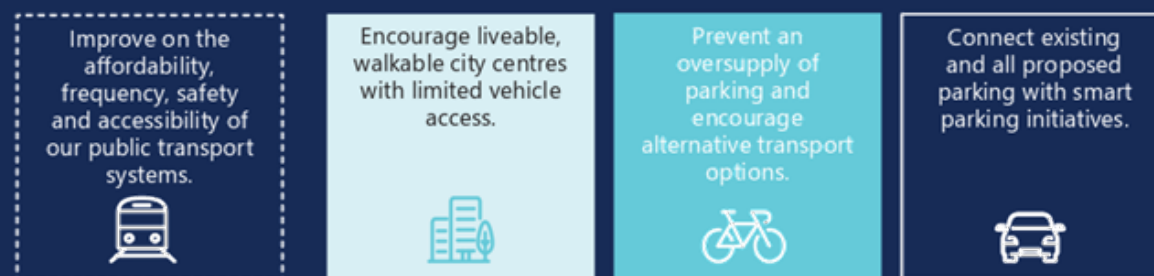 Improve on the
affordability,
frequency, safety
and accessibility of
our public transport
systems.
Encourage liveable,
walkable city centres
with limited vehicle
access.
Prevent an
oversupply of
parking and
encourage
alternative transport
options.
Connect existing
and all proposed
parking with smart
parking initiatives.